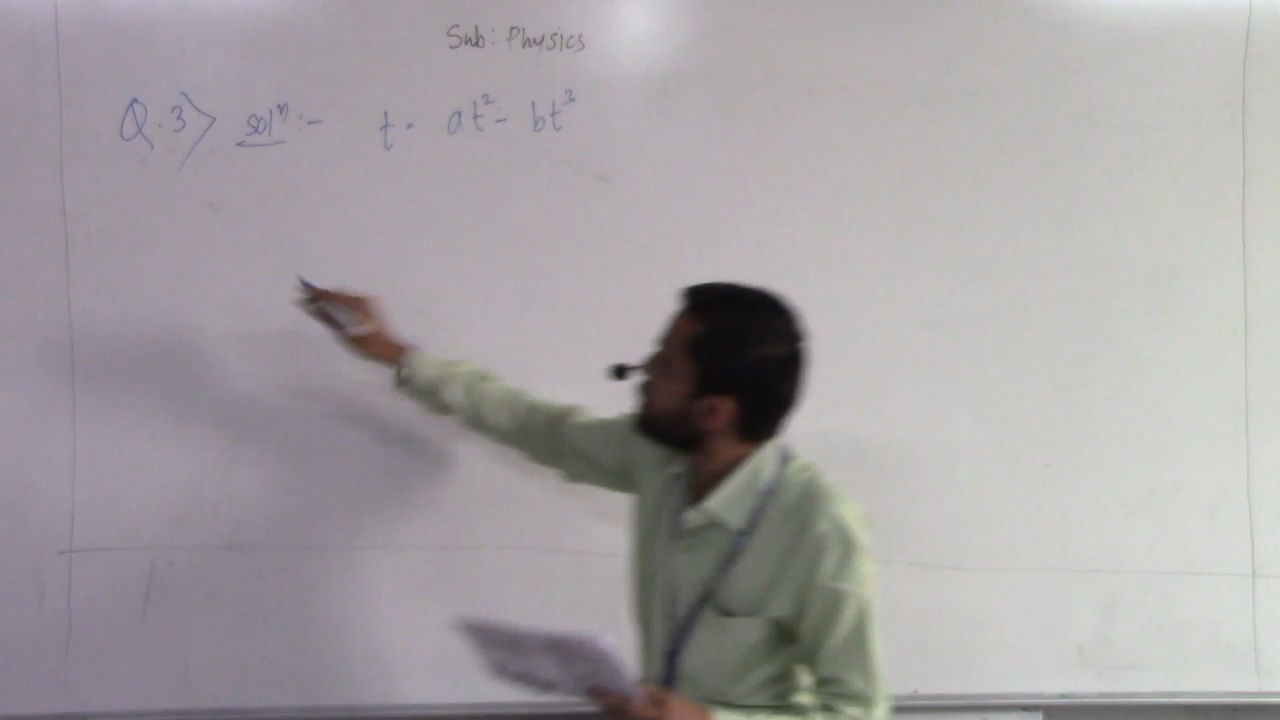 Sub: Physics
Q.3> solⁿ :- t = at² - bt³